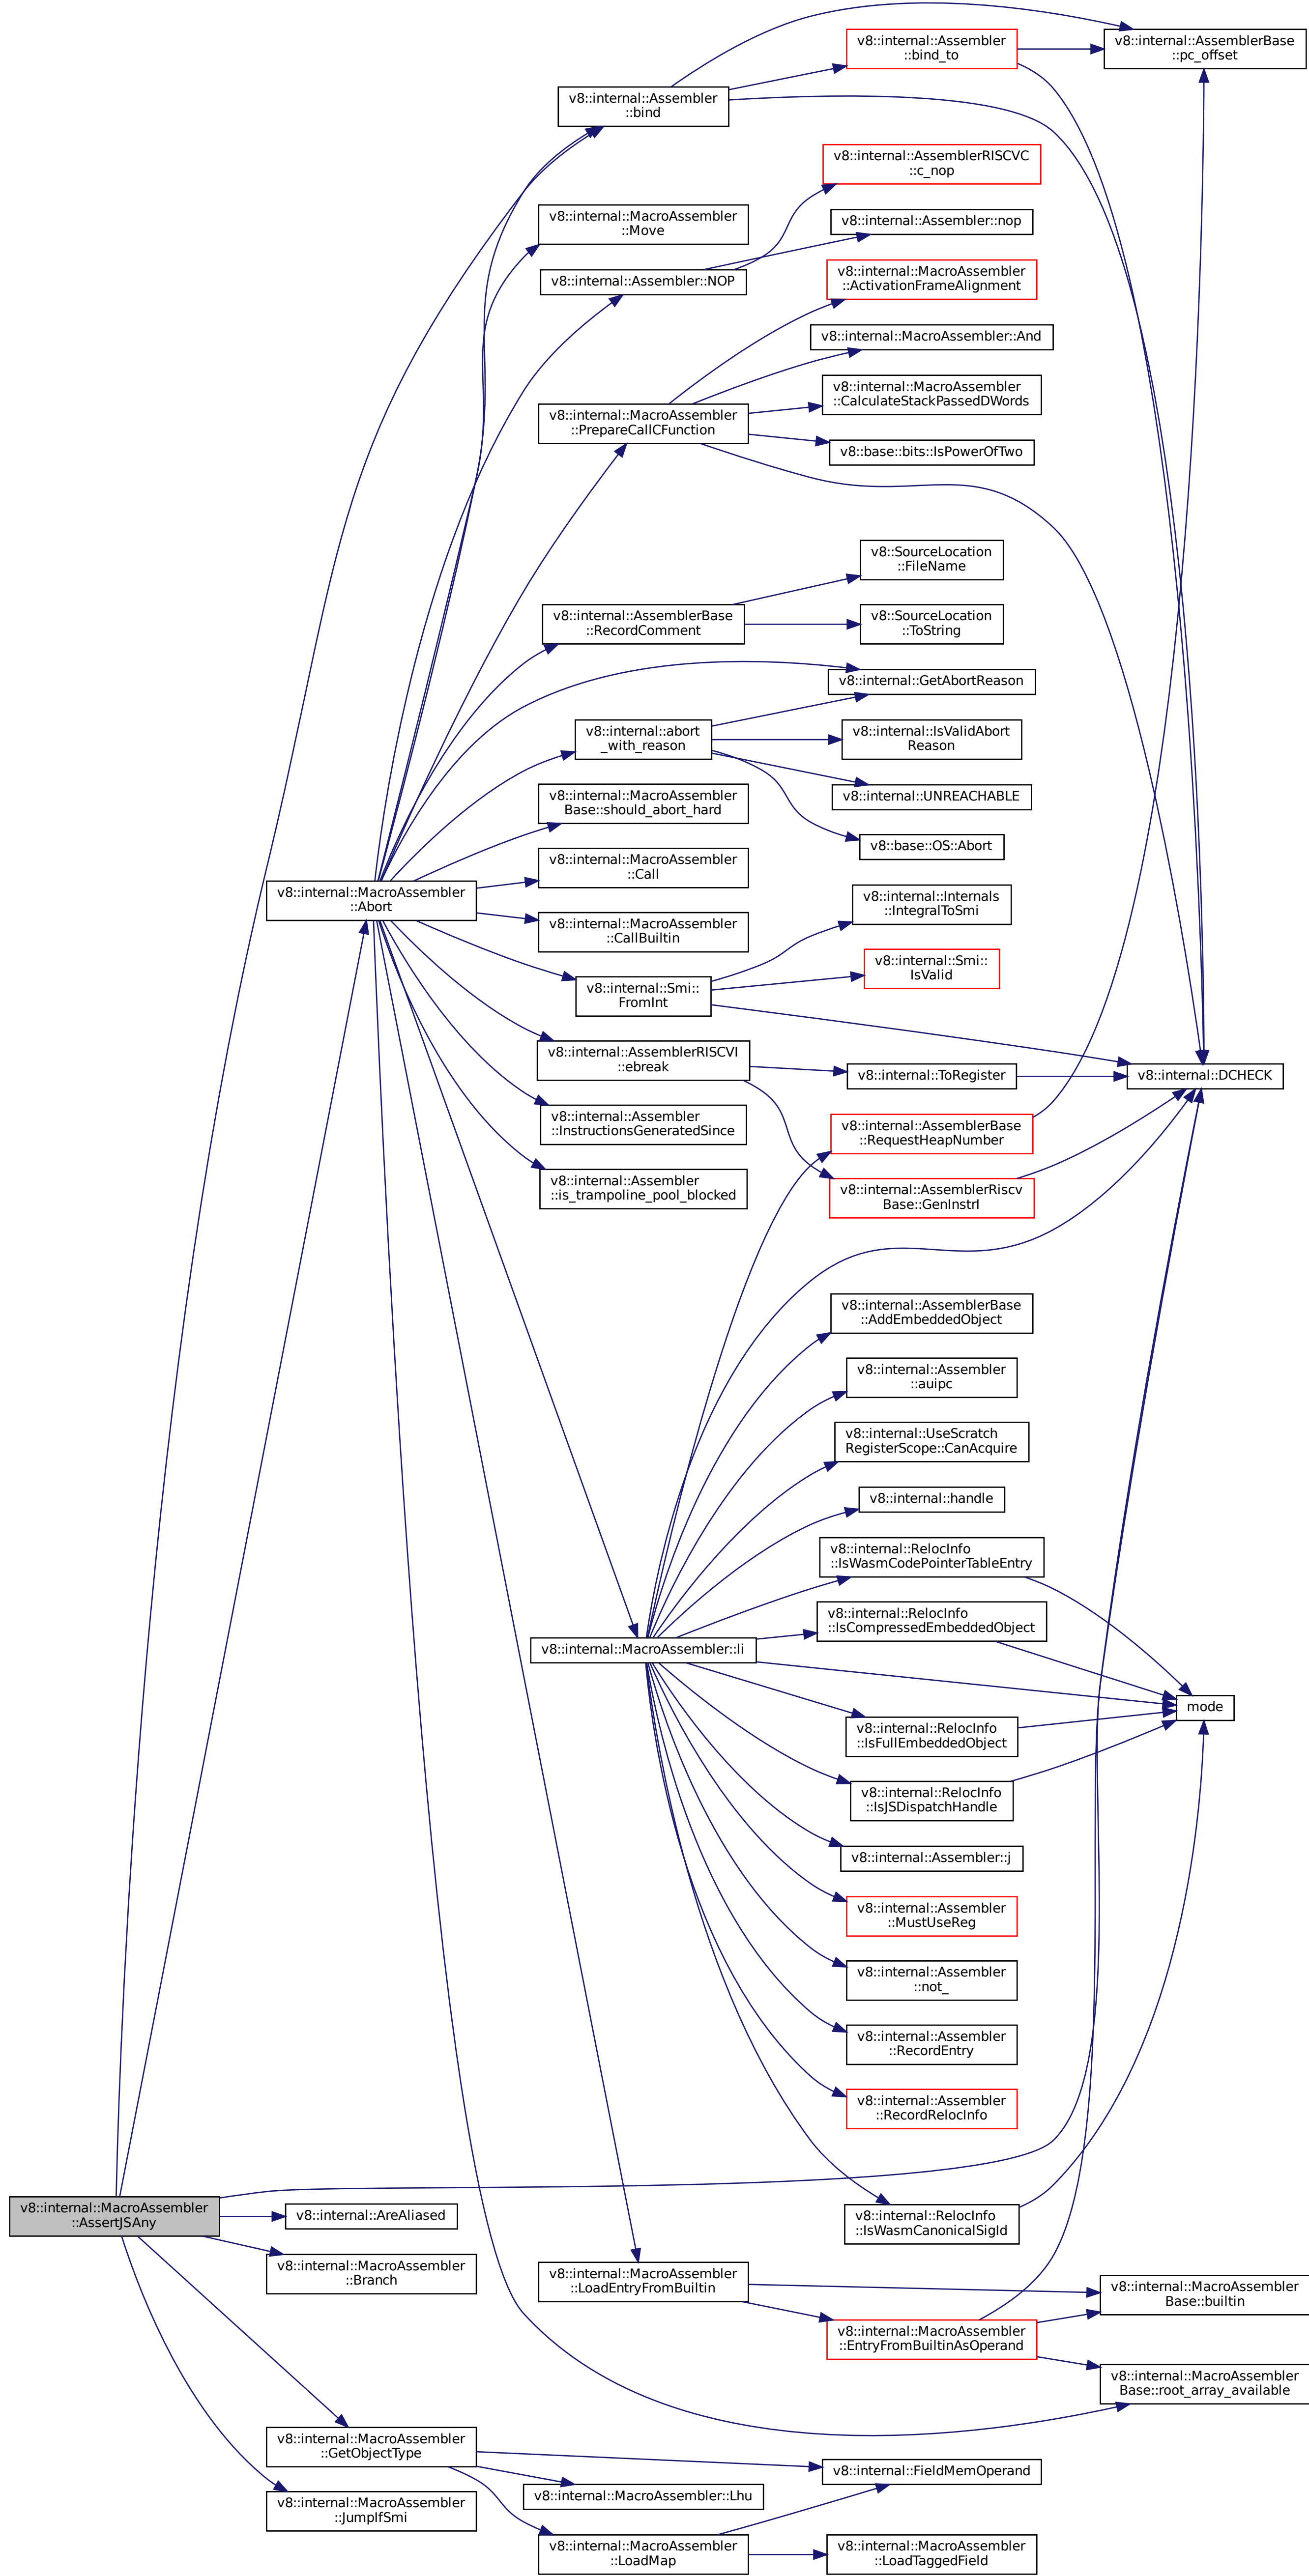 v8::internal::MacroAssembler
::AssertJSAny
v8::internal::MacroAssembler
::Abort
v8::internal::AreAliased
v8::internal::MacroAssembler
::Branch
v8::internal::MacroAssembler
::GetObjectType
v8::internal::MacroAssembler
::JumpIfSmi
v8::internal::Assembler
::bind
v8::internal::MacroAssembler
::Move
v8::internal::Assembler::NOP
v8::internal::MacroAssembler
::PrepareCallCFunction
v8::internal::AssemblerBase
::RecordComment
v8::internal::abort
_with_reason
v8::internal::MacroAssembler
Base::should_abort_hard
v8::internal::MacroAssembler
::Call
v8::internal::MacroAssembler
::CallBuiltin
v8::internal::Smi::
FromInt
v8::internal::AssemblerRISCVI
::ebreak
v8::internal::Assembler
::InstructionsGeneratedSince
v8::internal::Assembler
::is_trampoline_pool_blocked
v8::internal::MacroAssembler::li
v8::internal::MacroAssembler
::LoadEntryFromBuiltin
v8::internal::MacroAssembler::Lhu
v8::internal::MacroAssembler
::LoadMap
v8::internal::Assembler
::bind_to
v8::internal::AssemblerRISCVC
::c_nop
v8::internal::Assembler::nop
v8::internal::MacroAssembler
::ActivationFrameAlignment
v8::internal::MacroAssembler::And
v8::internal::MacroAssembler
::CalculateStackPassedDWords
v8::base::bits::IsPowerOfTwo
v8::SourceLocation
::FileName
v8::SourceLocation
::ToString
v8::internal::GetAbortReason
v8::internal::IsValidAbort
Reason
v8::internal::UNREACHABLE
v8::base::OS::Abort
v8::internal::Internals
::IntegralToSmi
v8::internal::Smi::
IsValid
v8::internal::ToRegister
v8::internal::AssemblerBase
::RequestHeapNumber
v8::internal::AssemblerRiscv
Base::GenInstrI
v8::internal::AssemblerBase
::AddEmbeddedObject
v8::internal::Assembler
::auipc
v8::internal::UseScratch
RegisterScope::CanAcquire
v8::internal::handle
v8::internal::RelocInfo
::IsWasmCodePointerTableEntry
v8::internal::RelocInfo
::IsCompressedEmbeddedObject
v8::internal::RelocInfo
::IsFullEmbeddedObject
v8::internal::RelocInfo
::IsJSDispatchHandle
v8::internal::Assembler::j
v8::internal::Assembler
::MustUseReg
v8::internal::Assembler
::not_
v8::internal::Assembler
::RecordEntry
v8::internal::Assembler
::RecordRelocInfo
v8::internal::RelocInfo
::IsWasmCanonicalSigId
v8::internal::MacroAssembler
::EntryFromBuiltinAsOperand
v8::internal::FieldMemOperand
v8::internal::MacroAssembler
::LoadTaggedField
v8::internal::AssemblerBase
::pc_offset
v8::internal::DCHECK
mode
v8::internal::MacroAssembler
Base::builtin
v8::internal::MacroAssembler
Base::root_array_available